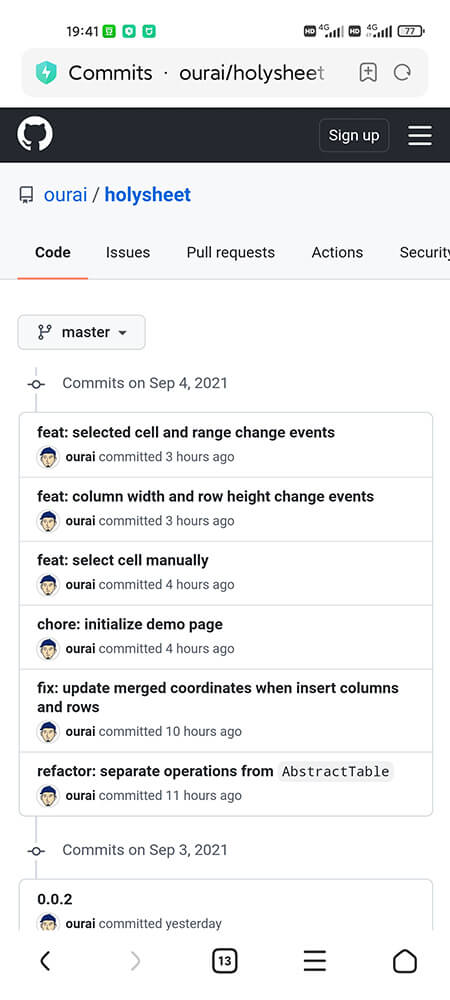 19:41
HD 4G HD 4G 77
Commits · ourai/holysheet
Sign up
ourai / holysheet
Code Issues Pull requests Actions Security
master
Commits on Sep 4, 2021
feat: selected cell and range change events
ourai committed 3 hours ago
feat: column width and row height change events
ourai committed 3 hours ago
feat: select cell manually
ourai committed 4 hours ago
chore: initialize demo page
ourai committed 4 hours ago
fix: update merged coordinates when insert columns
and rows
ourai committed 10 hours ago
refactor: separate operations from AbstractTable
ourai committed 11 hours ago
Commits on Sep 3, 2021
0.0.2
ourai committed yesterday
13